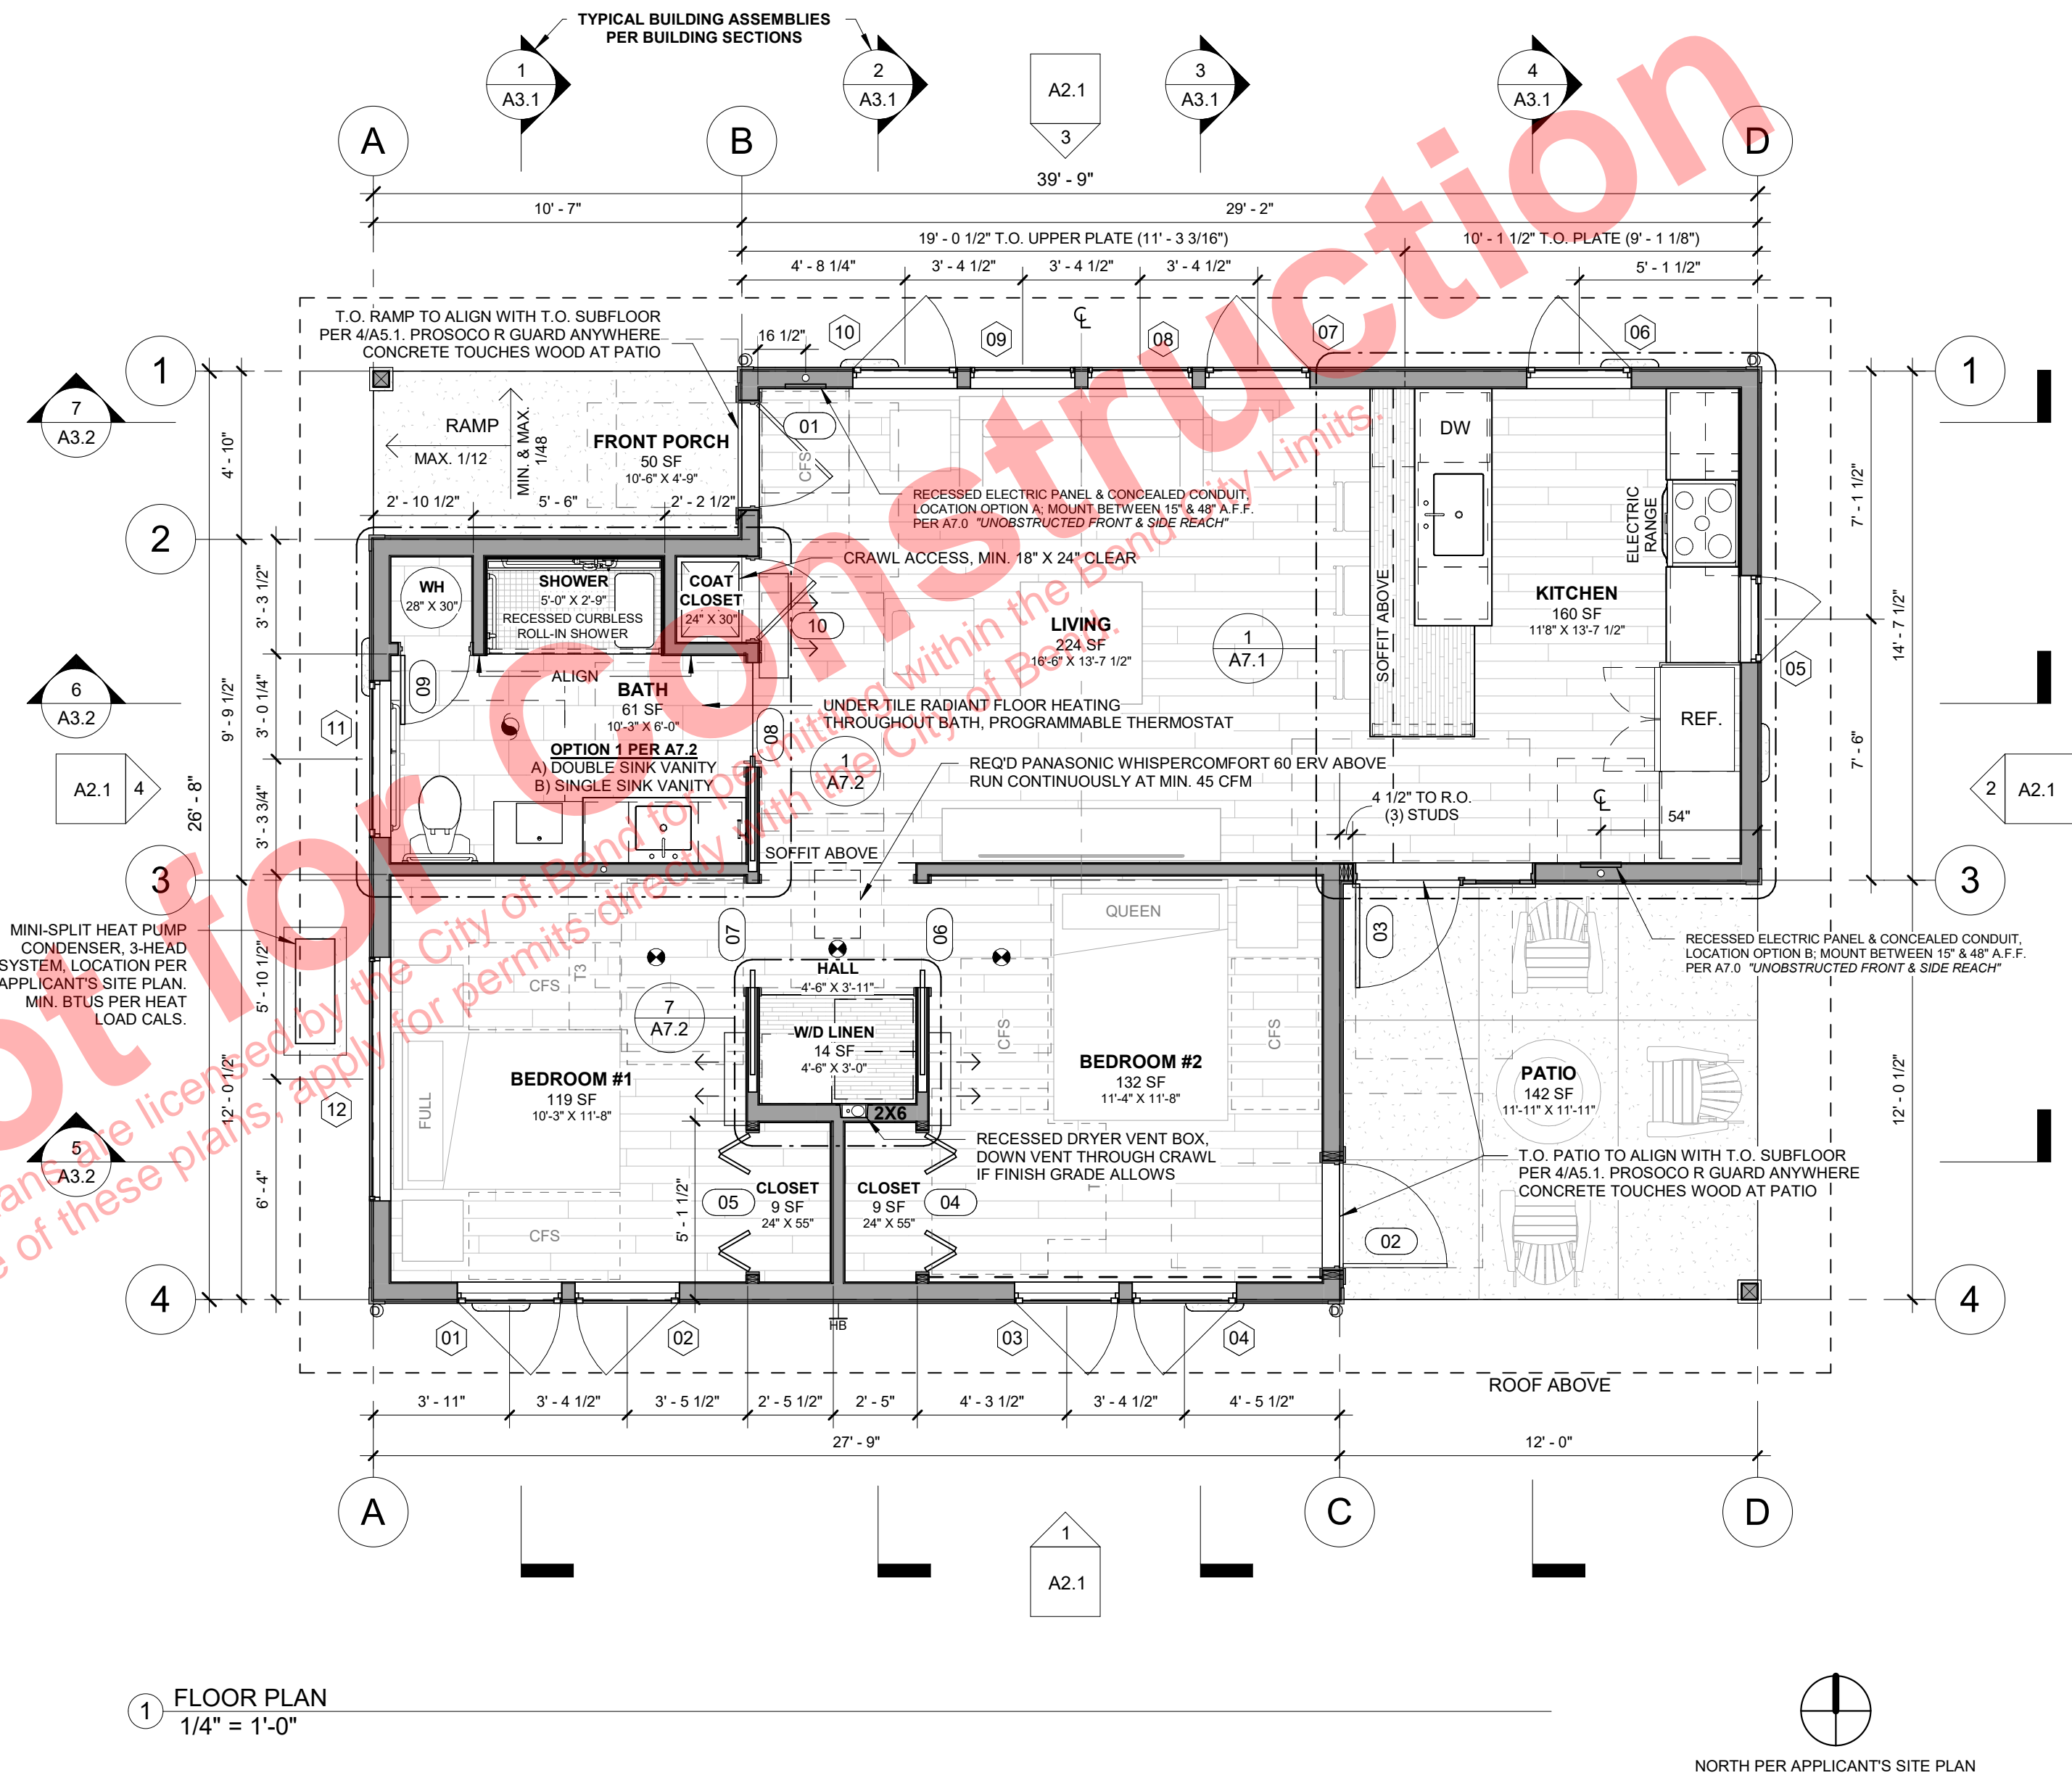 TYPICAL BUILDING ASSEMBLIES
PER BUILDING SECTIONS
1
A3.1
2
A3.1
A2.1
3
3
A3.1
4
A3.1
A
B
D
39' - 9"
10' - 7"
29' - 2"
19' - 0 1/2" T.O. UPPER PLATE (11' - 3 3/16")
10' - 1 1/2" T.O. PLATE (9' - 1 1/8")
4' - 8 1/4"
3' - 4 1/2"
3' - 4 1/2"
3' - 4 1/2"
5' - 1 1/2"
T.O. RAMP TO ALIGN WITH T.O. SUBFLOOR
PER 4/A5.1. PROSOCO R GUARD ANYWHERE
CONCRETE TOUCHES WOOD AT PATIO
16 1/2"
10
09
CL
08
07
06
1
1
7
A3.2
4' - 10"
RAMP
MAX. 1/12
MIN. & MAX.
1/48
FRONT PORCH
50 SF
10'-6" X 4'-9"
2' - 10 1/2"
5' - 6"
2' - 2 1/2"
01
CFS
RECESSED ELECTRIC PANEL & CONCEALED CONDUIT,
LOCATION OPTION A; MOUNT BETWEEN 15" & 48" A.F.F.
PER A7.0 "UNOBSTRUCTED FRONT & SIDE REACH"
DW
ELECTRIC
RANGE
7' - 1 1/2"
2
CRAWL ACCESS, MIN. 18" X 24" CLEAR
WH
28" X 30"
SHOWER
5'-0" X 2'-9"
RECESSED CURBLESS
ROLL-IN SHOWER
COAT
CLOSET
24" X 30"
10
3' - 3 1/2"
LIVING
224 SF
16'-6" X 13'-7 1/2"
1
A7.1
SOFFIT ABOVE
KITCHEN
160 SF
11'8" X 13'-7 1/2"
14' - 7 1/2"
05
6
A3.2
9' - 9 1/2"
3' - 0 1/4"
09
ALIGN
BATH
61 SF
10'-3" X 6'-0"
OPTION 1 PER A7.2
A) DOUBLE SINK VANITY
B) SINGLE SINK VANITY
11
08
UNDER TILE RADIANT FLOOR HEATING
THROUGHOUT BATH, PROGRAMMABLE THERMOSTAT
1
A7.2
REF.
7' - 6"
A2.1
4
26' - 8"
3' - 3 3/4"
REQ'D PANASONIC WHISPERCOMFORT 60 ERV ABOVE
RUN CONTINUOUSLY AT MIN. 45 CFM
4 1/2" TO R.O.
(3) STUDS
CL
54"
2
A2.1
SOFFIT ABOVE
3
3
MINI-SPLIT HEAT PUMP
CONDENSER, 3-HEAD
SYSTEM, LOCATION PER
APPLICANT'S SITE PLAN.
MIN. BTUS PER HEAT
LOAD CALS.
5' - 10 1/2"
12' - 0 1/2"
CFS
T3
07
06
QUEEN
03
RECESSED ELECTRIC PANEL & CONCEALED CONDUIT,
LOCATION OPTION B; MOUNT BETWEEN 15" & 48" A.F.F.
PER A7.0 "UNOBSTRUCTED FRONT & SIDE REACH"
HALL
4'-6" X 3'-11"
7
A7.2
W/D LINEN
14 SF
4'-6" X 3'-0"
CFS
CFS
BEDROOM #1
119 SF
10'-3" X 11'-8"
FULL
BEDROOM #2
132 SF
11'-4" X 11'-8"
PATIO
142 SF
11'-11" X 11'-11"
12' - 0 1/2"
12
2X6
5
A3.2
RECESSED DRYER VENT BOX,
DOWN VENT THROUGH CRAWL
IF FINISH GRADE ALLOWS
T.O. PATIO TO ALIGN WITH T.O. SUBFLOOR
PER 4/A5.1. PROSOCO R GUARD ANYWHERE
CONCRETE TOUCHES WOOD AT PATIO
6' - 4"
5' - 1 1/2"
05
CLOSET
9 SF
24" X 55"
CLOSET
9 SF
24" X 55"
04
CFS
02
4
4
01
02
HB
03
04
ROOF ABOVE
3' - 11"
3' - 4 1/2"
3' - 5 1/2"
2' - 5 1/2"
2' - 5"
4' - 3 1/2"
3' - 4 1/2"
4' - 5 1/2"
27' - 9"
12' - 0"
A
C
D
1
A2.1
1
FLOOR PLAN
1/4" = 1'-0"
NORTH PER APPLICANT'S SITE PLAN
for Construction
are licensed by the City of Bend for permitting within the Bend City Limits.
of these plans, apply for permits directly with the City of Bend.